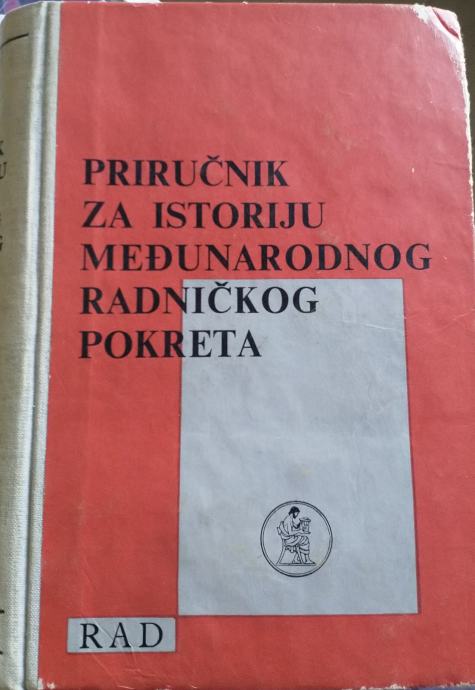 PRIRUČNIK
ZA ISTORIJU
MEĐUNARODNOG
RADNIČKOG
POKRETA
RAD